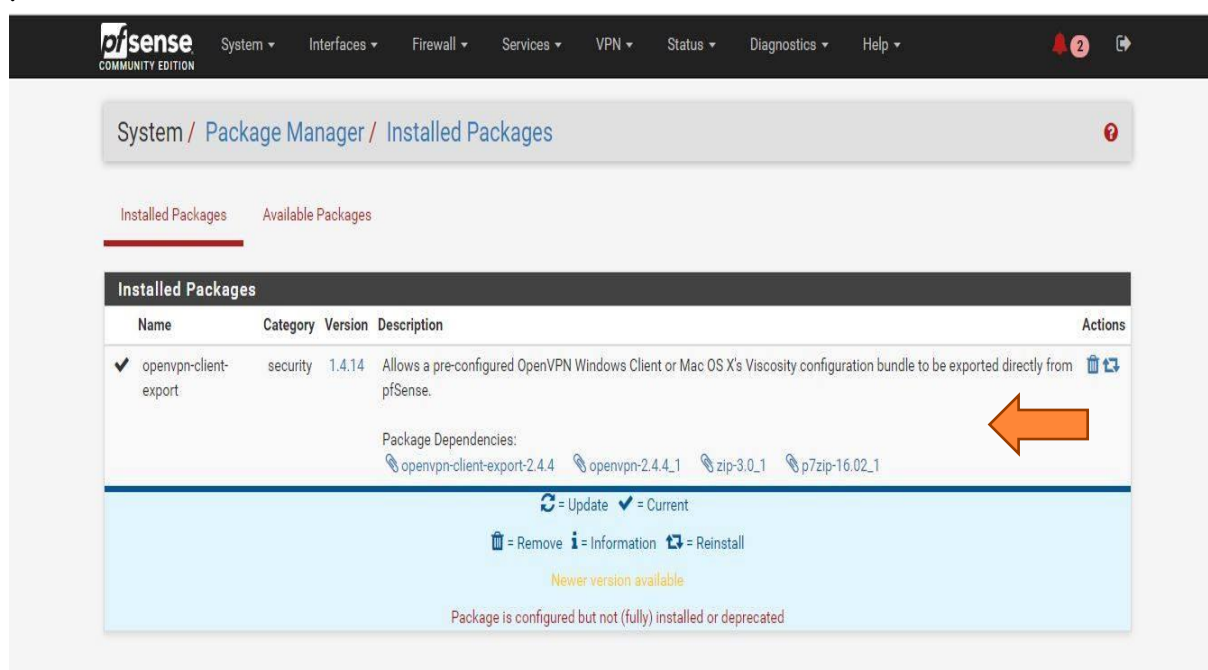 pfsense
COMMUNITY EDITION
System Interfaces Firewall Services VPN Status Diagnostics Help 2
System / Package Manager / Installed Packages
Installed Packages Available Packages
Installed Packages
Name Category Version Description Actions
openvpn-client- security 1.4.14 Allows a pre-configured OpenVPN Windows Client or Mac OS X's Viscosity configuration bundle to be exported directly from
export pfSense.
Package Dependencies:
openvpn-client-export-2.4.4 openvpn-2.4.4_1 zip-3.0_1 p7zip-16.02_1
= Update = Current
= Remove = Information = Reinstall
Newer version available
Package is configured but not (fully) installed or deprecated